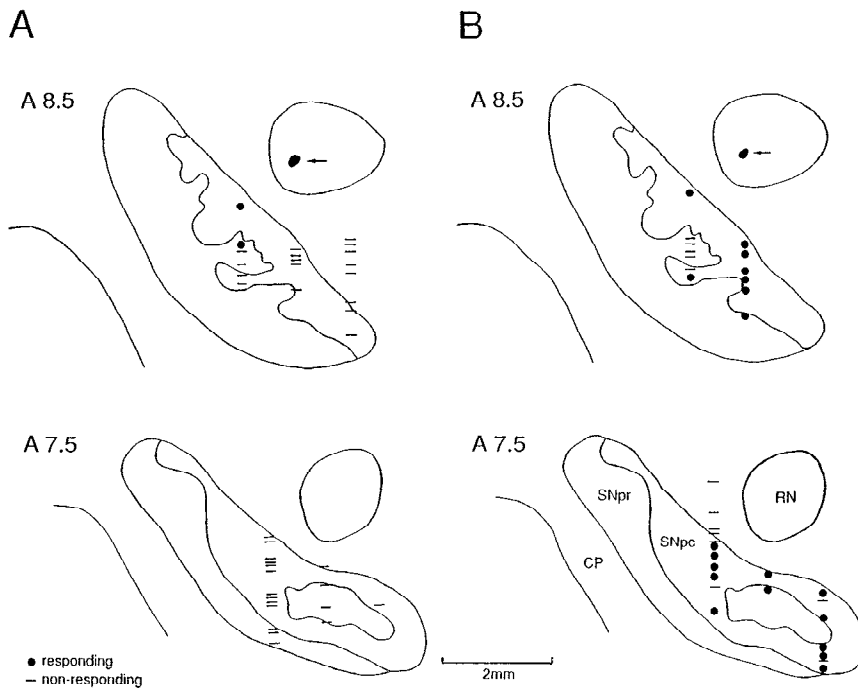 A
B
A 8.5
A 8.5
A 7.5
A 7.5
SNpr
RN
SNpc
CP
● responding
– non-responding
2mm